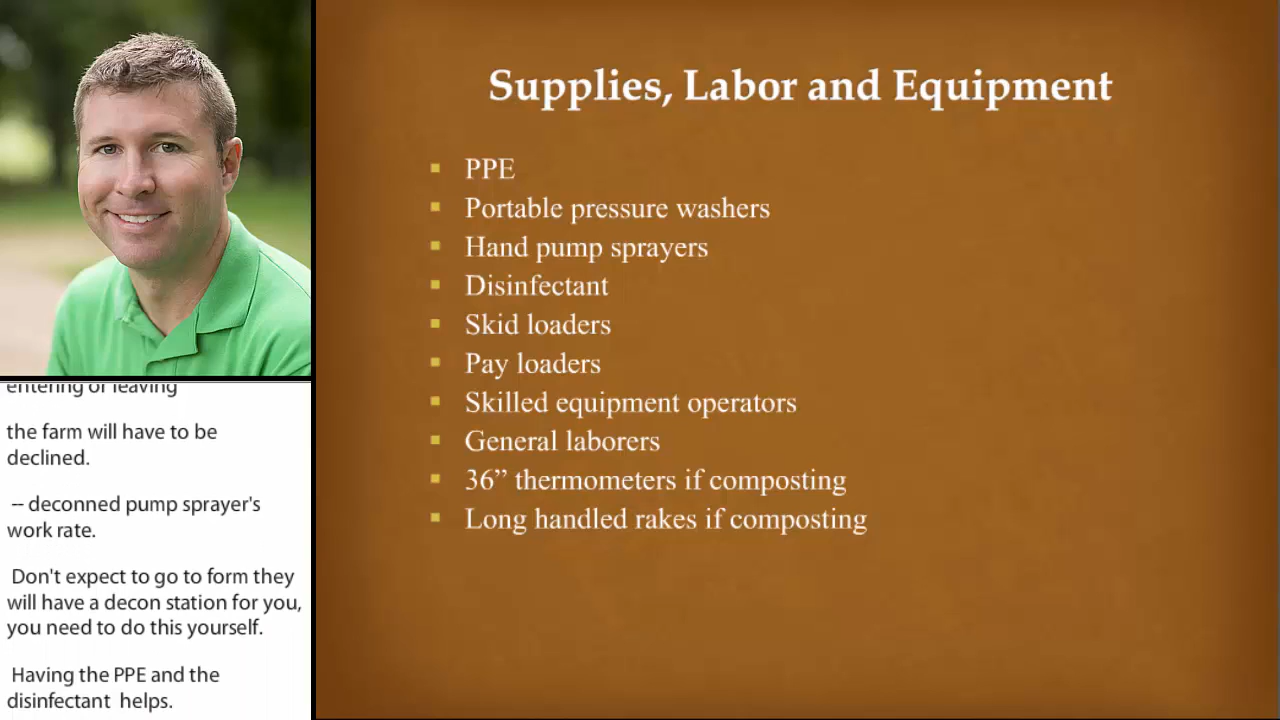 Supplies, Labor and Equipment
PPE
Portable pressure washers
Hand pump sprayers
Disinfectant
Skid loaders
Pay loaders
Skilled equipment operators
General laborers
36” thermometers if composting
Long handled rakes if composting
entering or leaving
the farm will have to be
declined.
-- deconned pump sprayer's
work rate.
Don't expect to go to form they
will have a decon station for you,
you need to do this yourself.
Having the PPE and the
disinfectant helps.